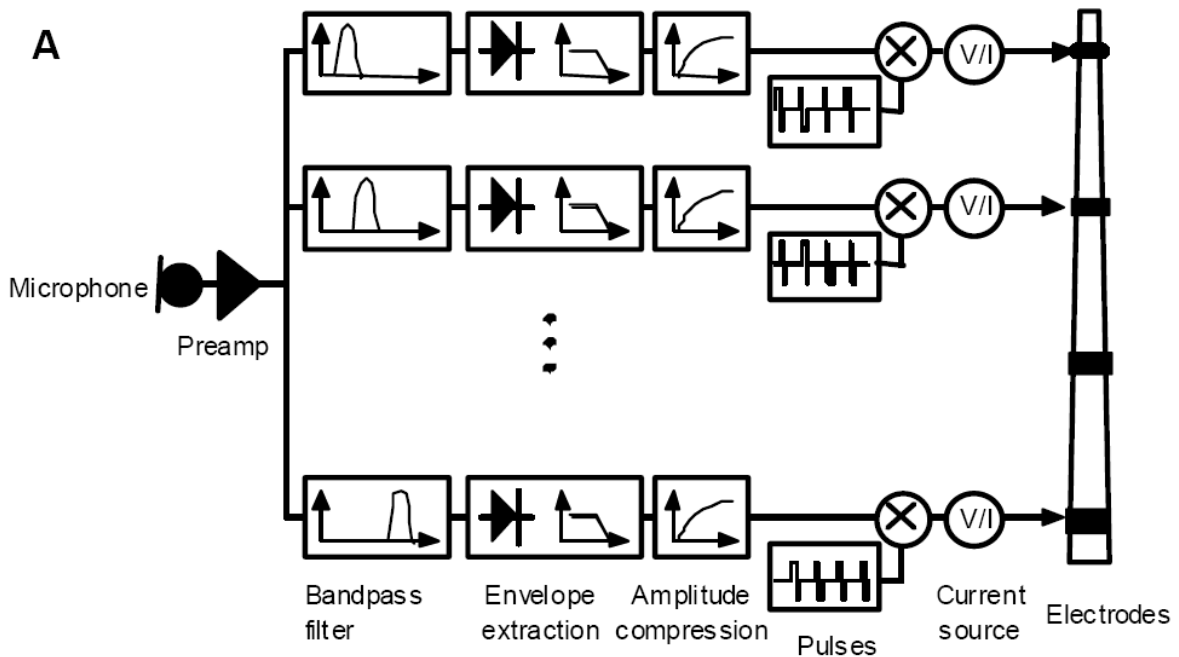 A
V/I
V/I
Microphone
Preamp
V/I
Bandpass
filter
Envelope
extraction
Amplitude
compression
Pulses
Current
source
Electrodes